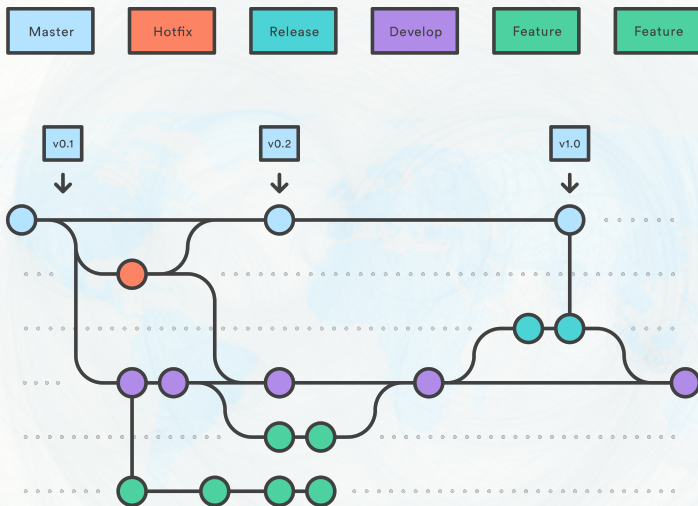 Master
Hotfix
Release
Develop
Feature
Feature
v0.1
v0.2
v1.0